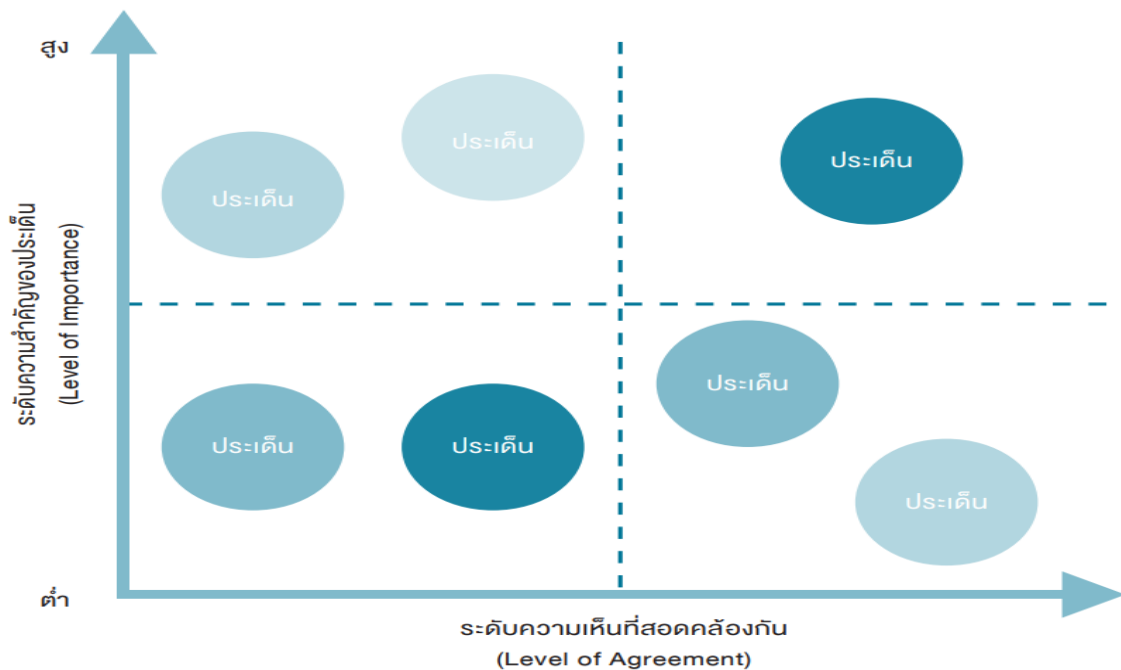 สูง
ประเด็น
ประเด็น
ประเด็น
ประเด็น
ประเด็น
ประเด็น
ประเด็น
ระดับความสำคัญของประเด็น
(Level of Importance)
ต่ำ
ระดับความเห็นที่สอดคล้องกัน
(Level of Agreement)